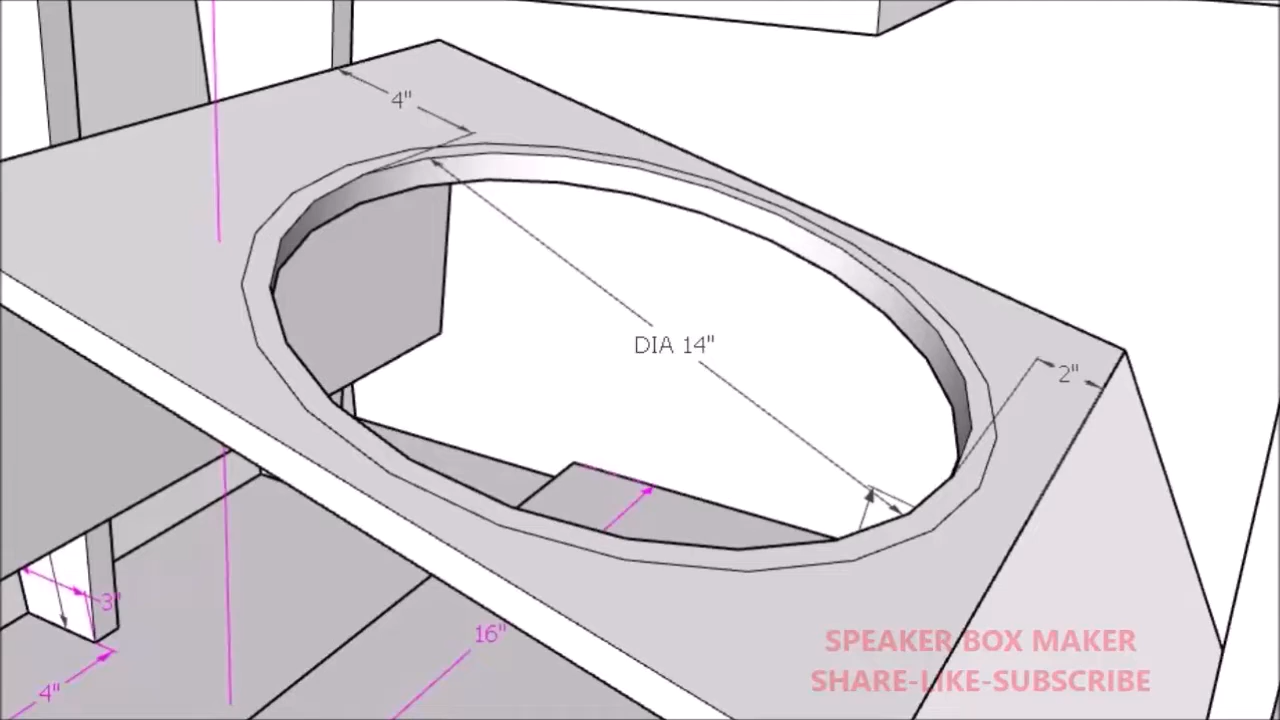 4"
DIA 14"
2"
3"
16"
4"
SPEAKER BOX MAKER
SHARE-LIKE-SUBSCRIBE